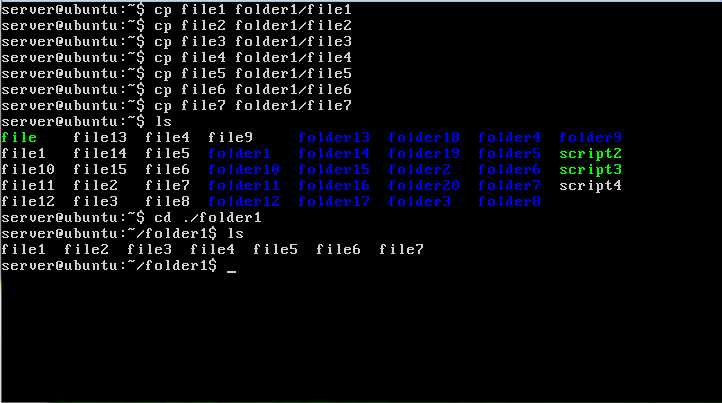 server@ubuntu:~$ cp file1 folder1/file1
server@ubuntu:~$ cp file2 folder1/file2
server@ubuntu:~$ cp file3 folder1/file3
server@ubuntu:~$ cp file4 folder1/file4
server@ubuntu:~$ cp file5 folder1/file5
server@ubuntu:~$ cp file6 folder1/file6
server@ubuntu:~$ cp file7 folder1/file7
server@ubuntu:~$ ls
file    file13  file4  file9     folder13  folder18  folder4  folder9
file1   file14  file5  folder1   folder14  folder19  folder5  script2
file10  file15  file6  folder10  folder15  folder2   folder6  script3
file11  file2   file7  folder11  folder16  folder20  folder7  script4
file12  file3   file8  folder12  folder17  folder3   folder8
server@ubuntu:~$ cd ./folder1
server@ubuntu:~/folder1$ ls
file1  file2  file3  file4  file5  file6  file7
server@ubuntu:~/folder1$ _